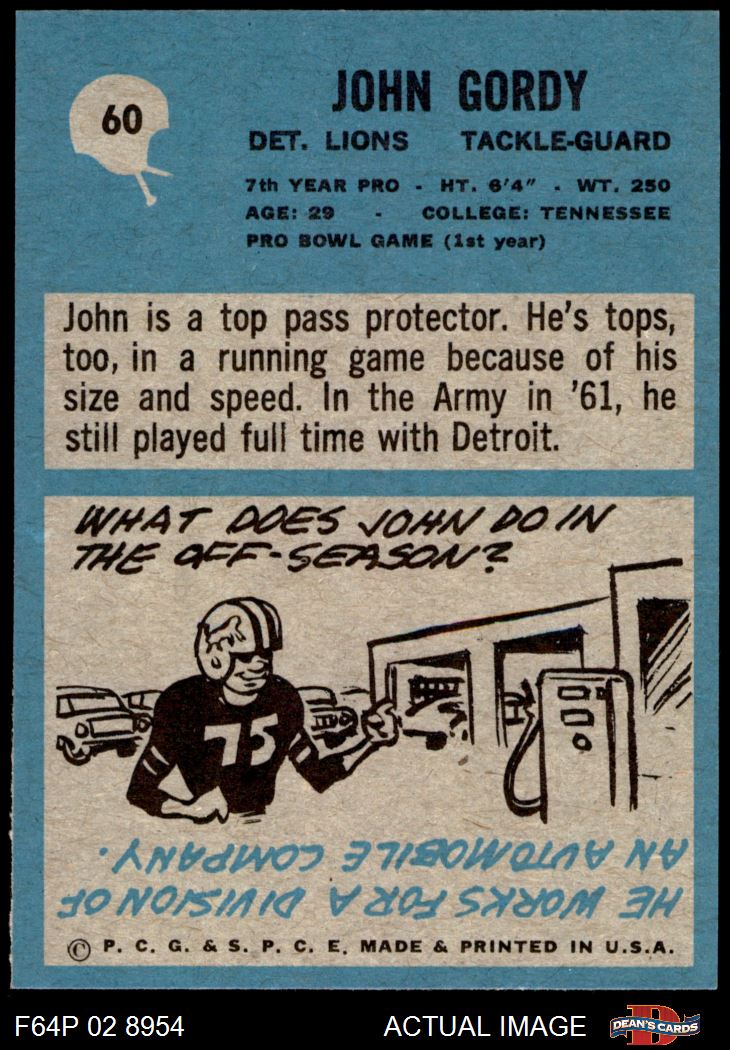 60
JOHN GORDY
DET. LIONS TACKLE-GUARD
7th YEAR PRO - HT. 6'4" - WT. 250
AGE: 29 - COLLEGE: TENNESSEE
PRO BOWL GAME (1st year)
John is a top pass protector. He's tops,
too, in a running game because of his
size and speed. In the Army in '61, he
still played full time with Detroit.
WHAT DOES JOHN DO IN
THE OFF-SEASON?
75
HE WORKS FOR A DIVISION OF
AN AUTOMOBILE COMPANY.
© P. C. G. & S. P. C. E. MADE & PRINTED IN U.S.A.
F64P 02 8954 ACTUAL IMAGE
D DEAN'S CARDS